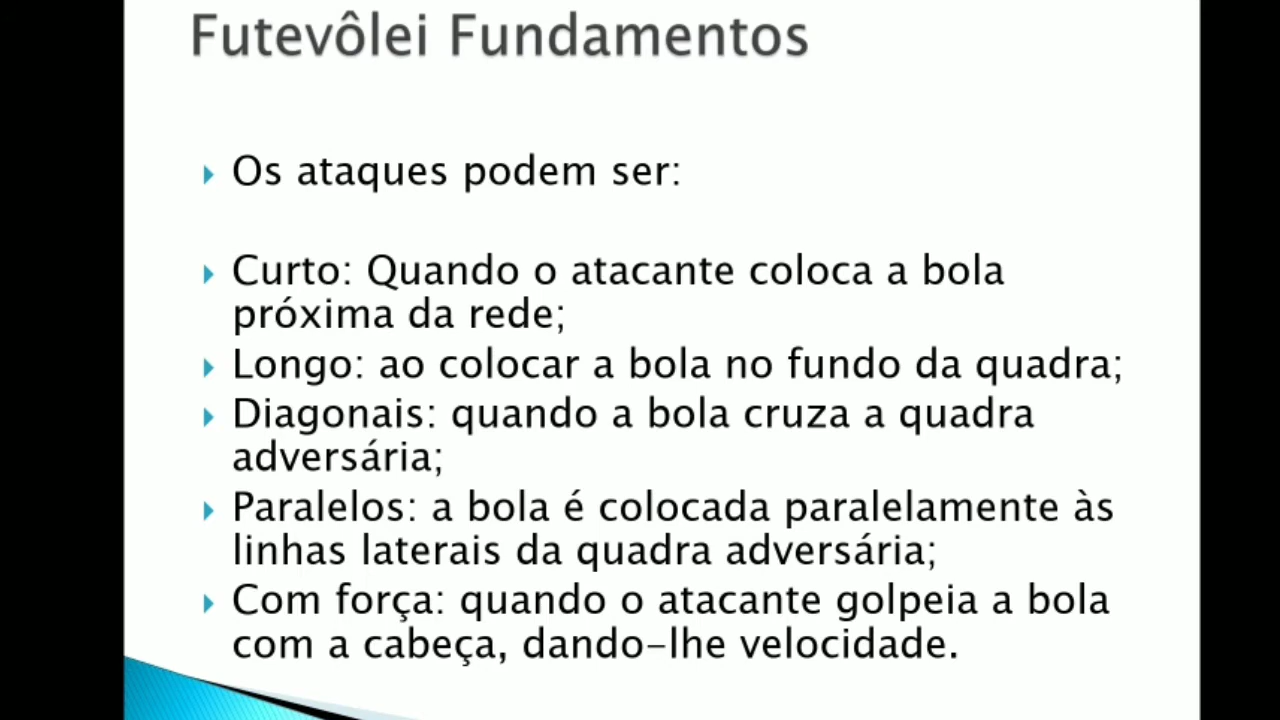 Futevôlei Fundamentos
Os ataques podem ser:
Curto: Quando o atacante coloca a bola
próxima da rede;
Longo: ao colocar a bola no fundo da quadra;
Diagonais: quando a bola cruza a quadra
adversária;
Paralelos: a bola é colocada paralelamente às
linhas laterais da quadra adversária;
Com força: quando o atacante golpeia a bola
com a cabeça, dando-lhe velocidade.